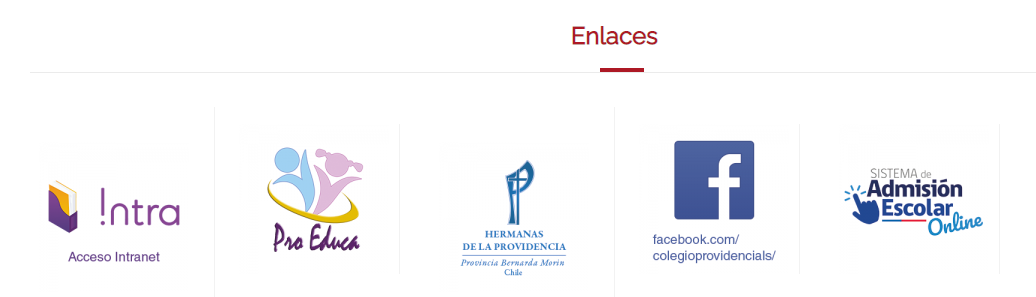 Enlaces
Intra
Acceso Intranet
Pro Educa
HERMANAS
DE LA PROVIDENCIA
Provincia Bernarda Morin
Chile
f
facebook.com/
colegioprovidencials/
SISTEMA de
Admisión
Escolar
Online